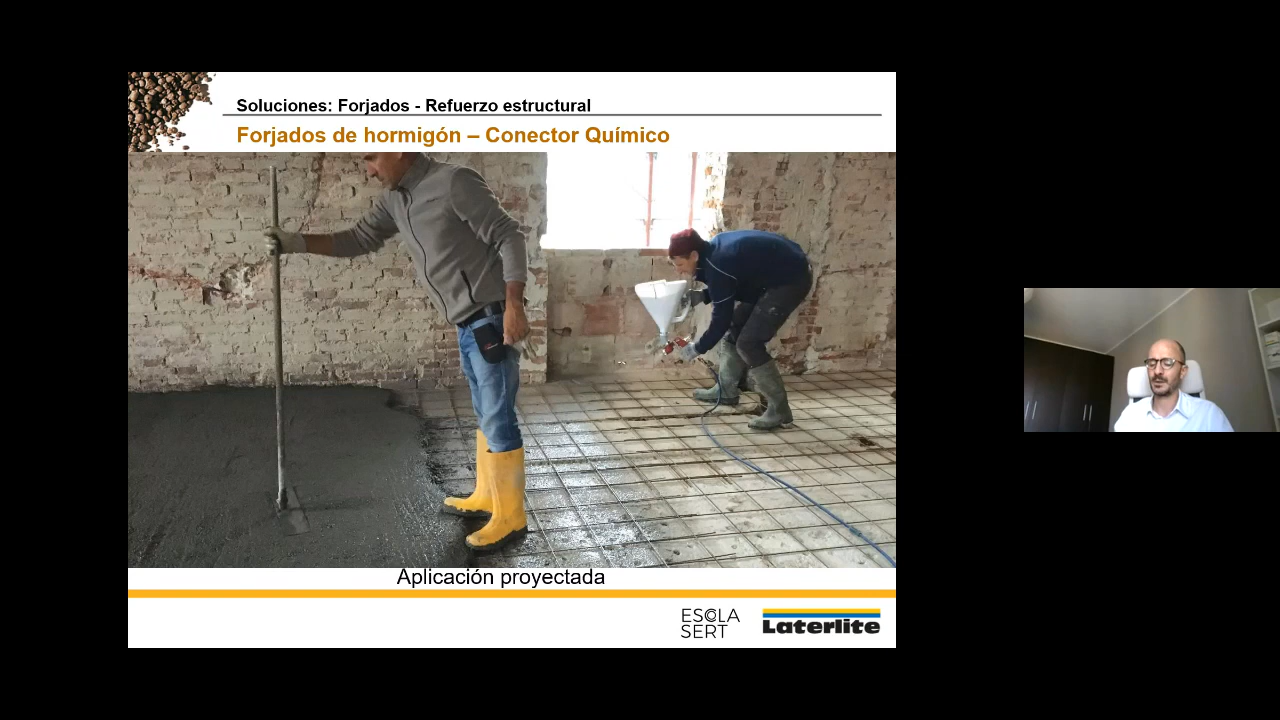 Soluciones: Forjados - Refuerzo estructural
Forjados de hormigón – Conector Químico
Aplicación proyectada
ESCOLA
SERT
Laterlite